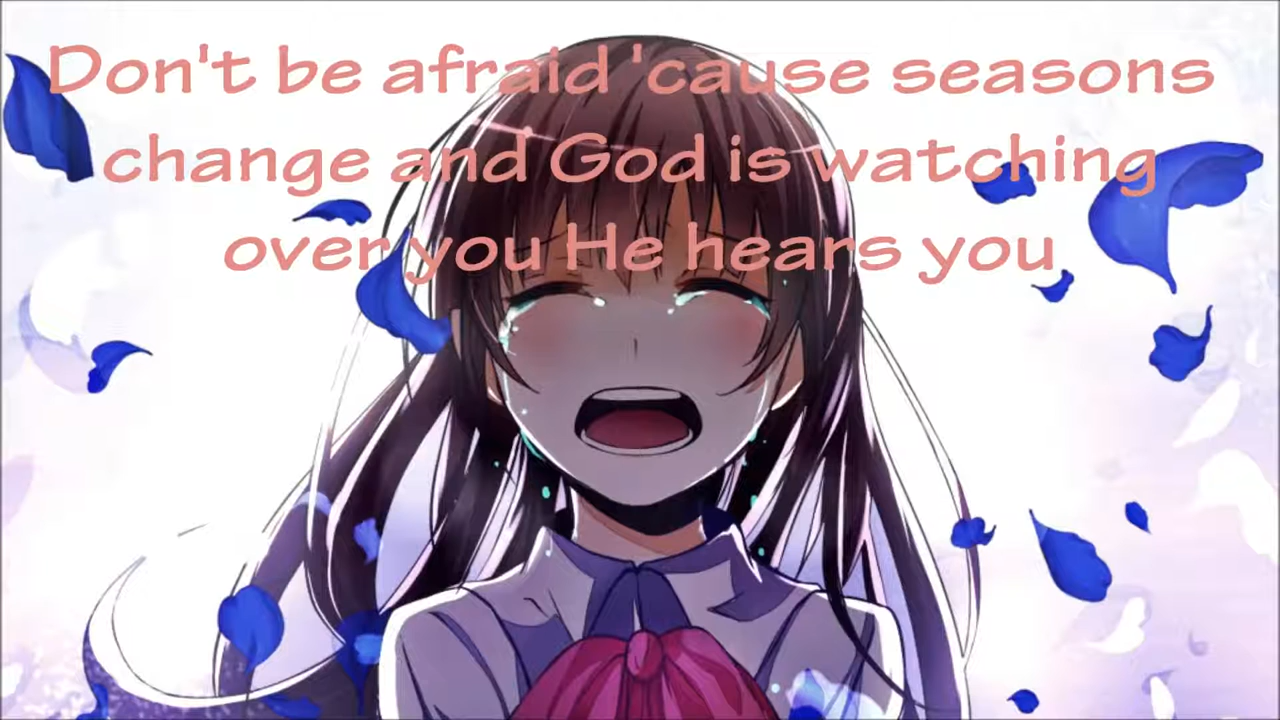 Don't be afraid 'cause seasons
change and God is watching
over you He hears you